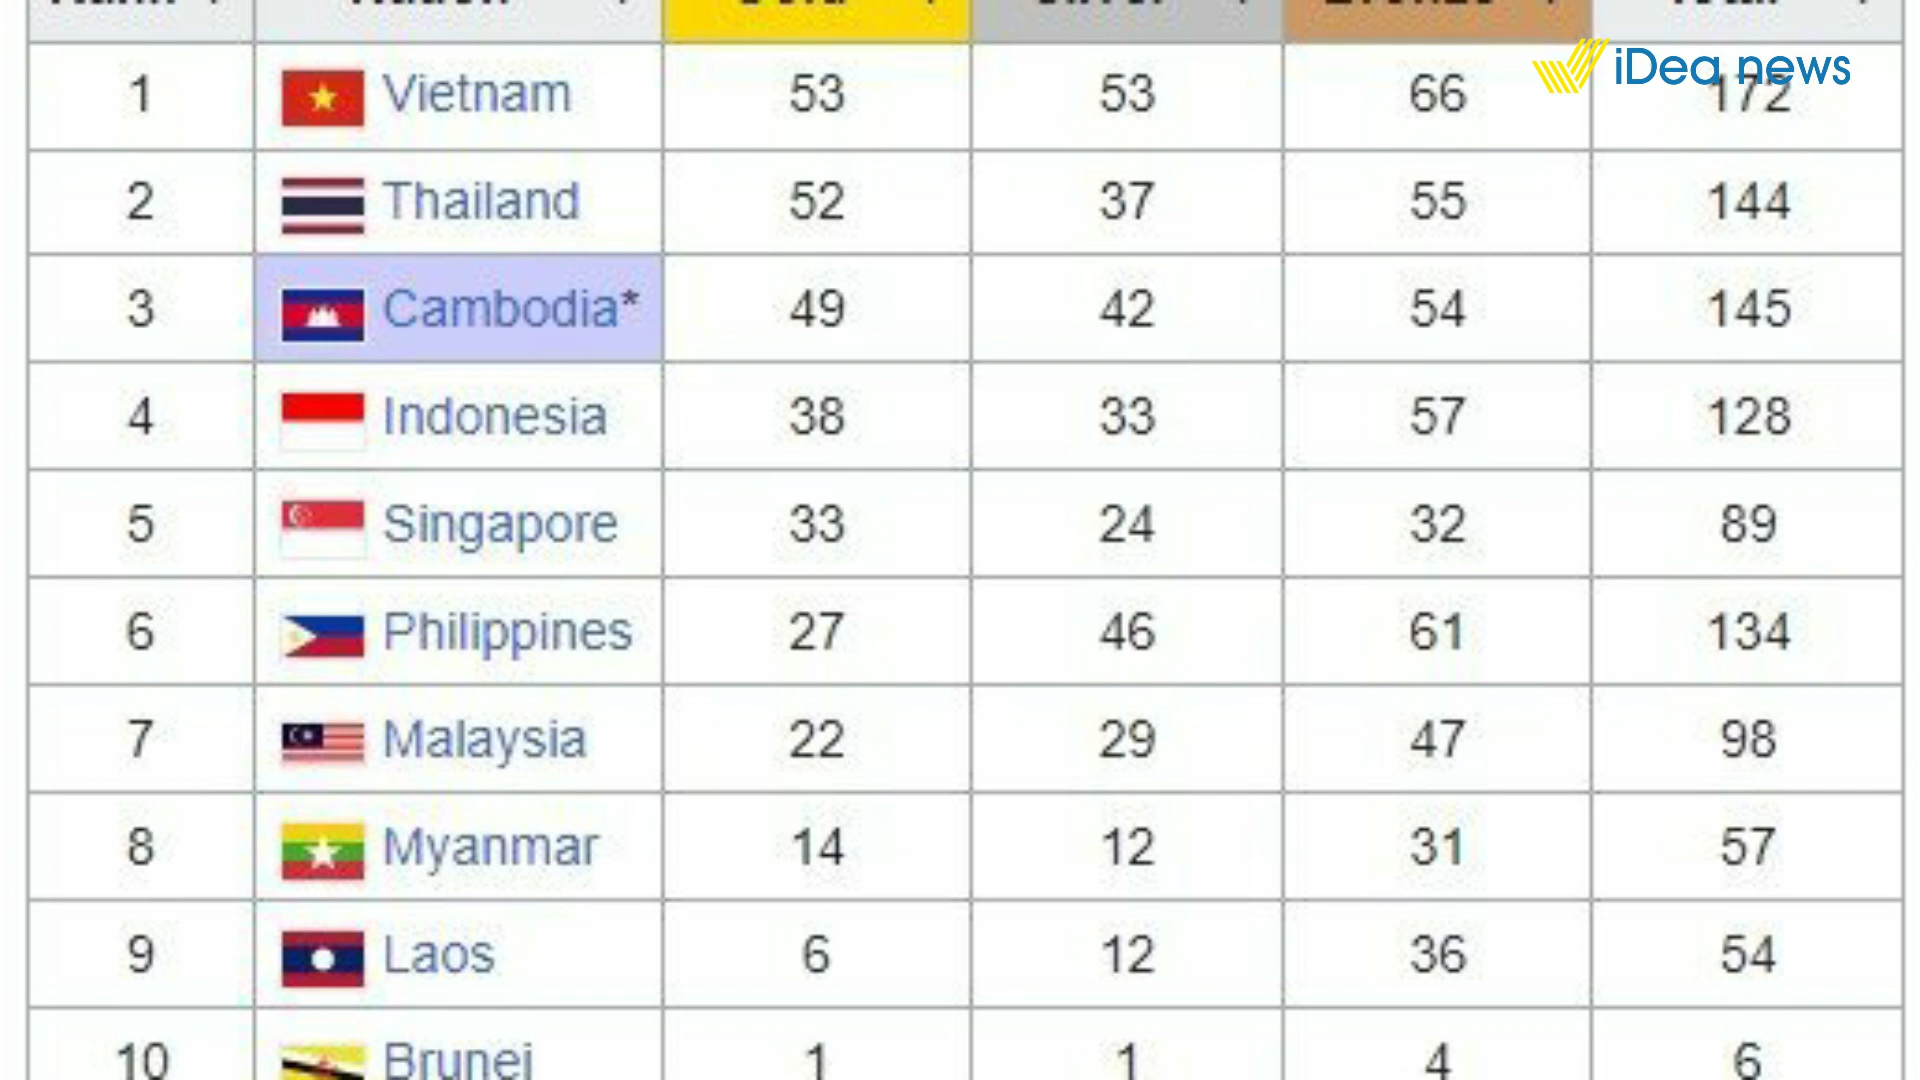 iDea news
1 Vietnam 53 53 66 172
2 Thailand 52 37 55 144
3 Cambodia* 49 42 54 145
4 Indonesia 38 33 57 128
5 Singapore 33 24 32 89
6 Philippines 27 46 61 134
7 Malaysia 22 29 47 98
8 Myanmar 14 12 31 57
9 Laos 6 12 36 54
10 Brunei 1 1 4 6